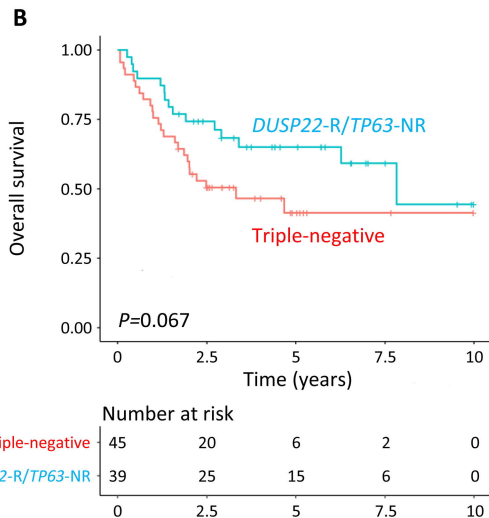 B
1.00
0.75
0.50
0.25
0.00
Overall survival
DUSP22-R/TP63-NR
Triple-negative
P=0.067
0 2.5 5 7.5 10
Time (years)
Number at risk
iple-negative 45 20 6 2 0
2-R/TP63-NR 39 25 15 6 0
0 2.5 5 7.5 10